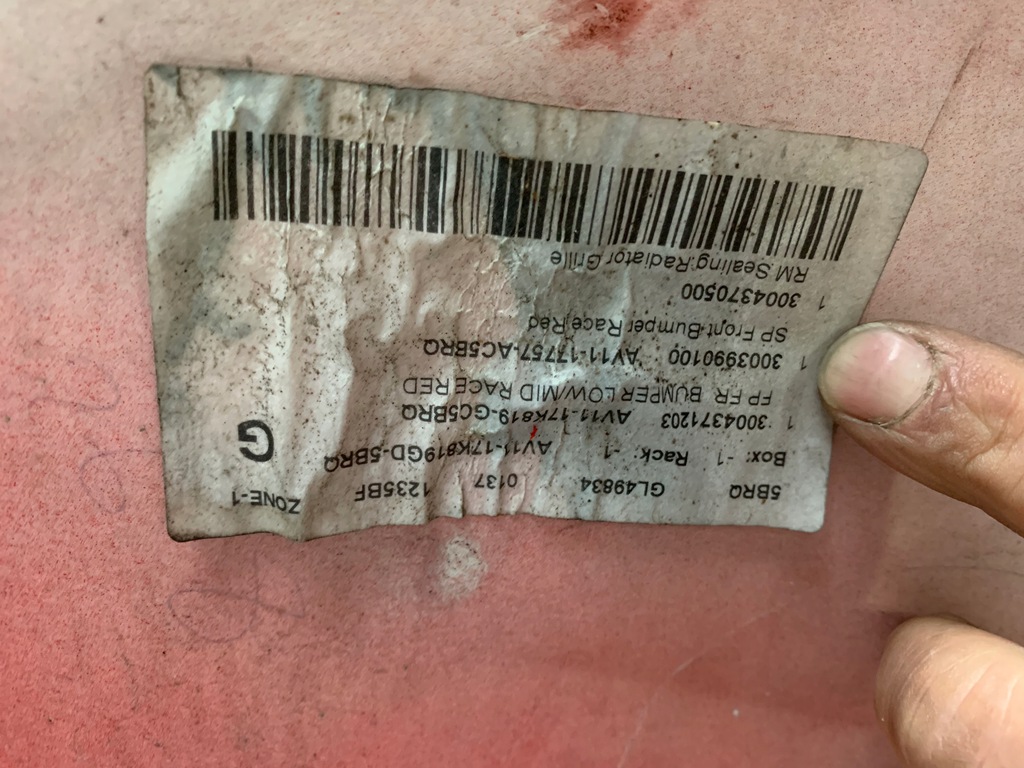 5BRQ GL49834 0137 1235BF ZONE-1
Box: -1 Rack: -1 AV11-17K819GD-5BRQ G
1 3004371203 AV11-17K819-GC5BRQ
FP FR BUMPER LOW/MID RACE RED
1 3003990100 AV11-17757-AC5BRQ
SP Front Bumper Race Red
1 3004370500
RM Sealing Radiator Grille